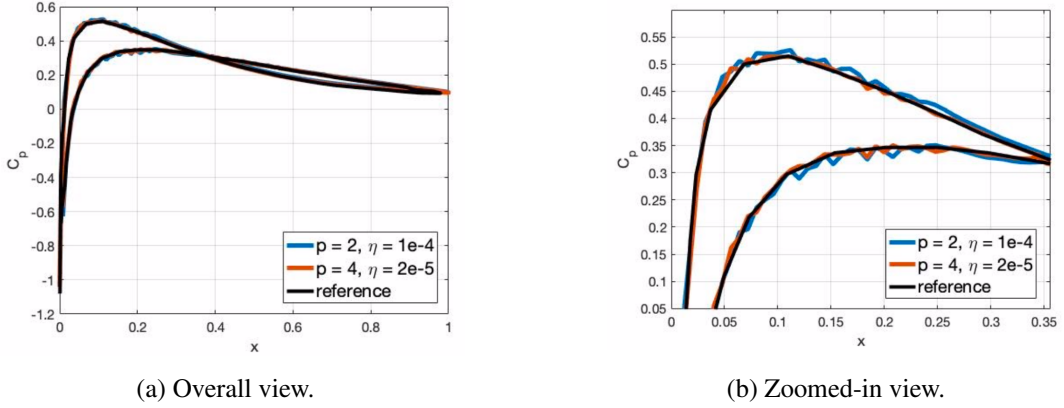 0.6
0.4
0.2
0
-0.2
-0.4
-0.6
-0.8
-1
-1.2
C_p
0 0.2 0.4 0.6 0.8 1
x
p = 2, η = 1e-4
p = 4, η = 2e-5
reference
(a) Overall view.
0.55
0.5
0.45
0.4
0.35
0.3
0.25
0.2
0.15
0.1
0.05
C_p
0 0.05 0.1 0.15 0.2 0.25 0.3 0.35
x
p = 2, η = 1e-4
p = 4, η = 2e-5
reference
(b) Zoomed-in view.